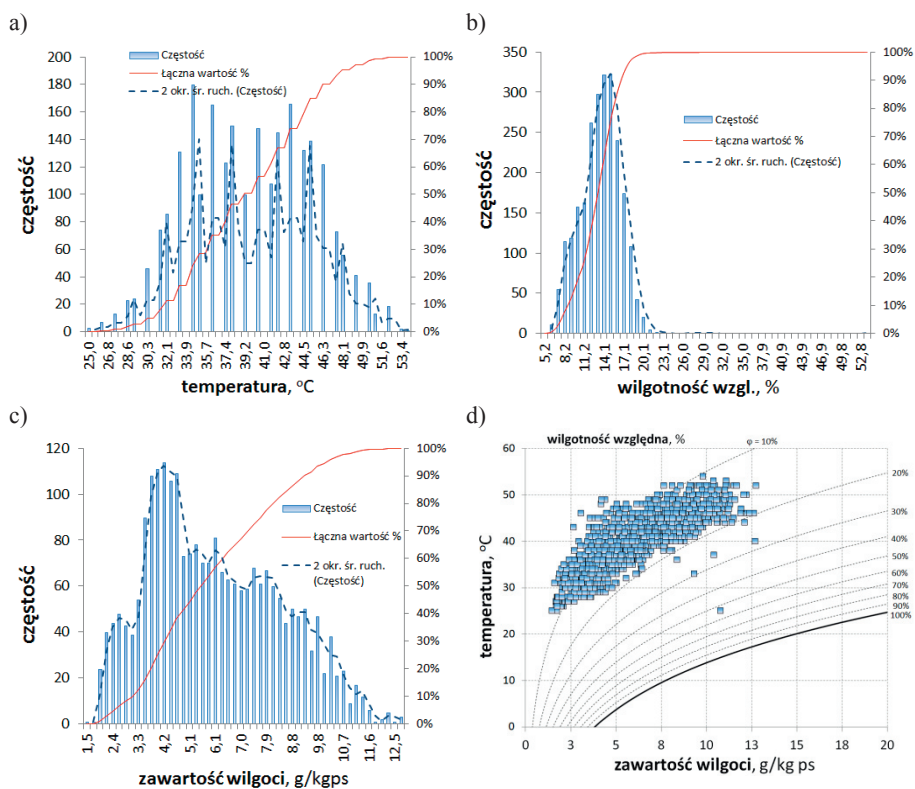 a)
200
180
160
140
120
100
80
60
40
20
0
częstość
100%
90%
80%
70%
60%
50%
40%
30%
20%
10%
0%
Częstość
Łączna wartość %
2 okr. śr. ruch. (Częstość)
25,0 26,8 28,6 30,3 32,1 33,9 35,7 37,4 39,2 41,0 42,8 44,5 46,3 48,1 49,9 51,6 53,4
temperatura, °C
b)
350
300
250
200
150
100
50
0
częstość
100%
90%
80%
70%
60%
50%
40%
30%
20%
10%
0%
Częstość
Łączna wartość %
2 okr. śr. ruch. (Częstość)
5,2 8,2 11,2 14,1 17,1 20,1 23,1 26,0 29,0 32,0 35,0 37,9 40,9 43,9 46,9 49,8 52,8
wilgotność wzgl., %
c)
120
100
80
60
40
20
0
częstość
100%
90%
80%
70%
60%
50%
40%
30%
20%
10%
0%
Częstość
Łączna wartość %
2 okr. śr. ruch.
(Częstość)
1,5 2,4 3,3 4,2 5,1 6,1 7,0 7,9 8,8 9,8 10,7 11,6 12,5
zawartość wilgoci, g/kgps
d)
wilgotność względna, %
φ = 10%
20%
30%
40%
50%
60%
70%
80%
90%
100%
60
50
40
30
20
10
0
temperatura, °C
0 3 5 8 10 13 15 18 20
zawartość wilgoci, g/kg ps